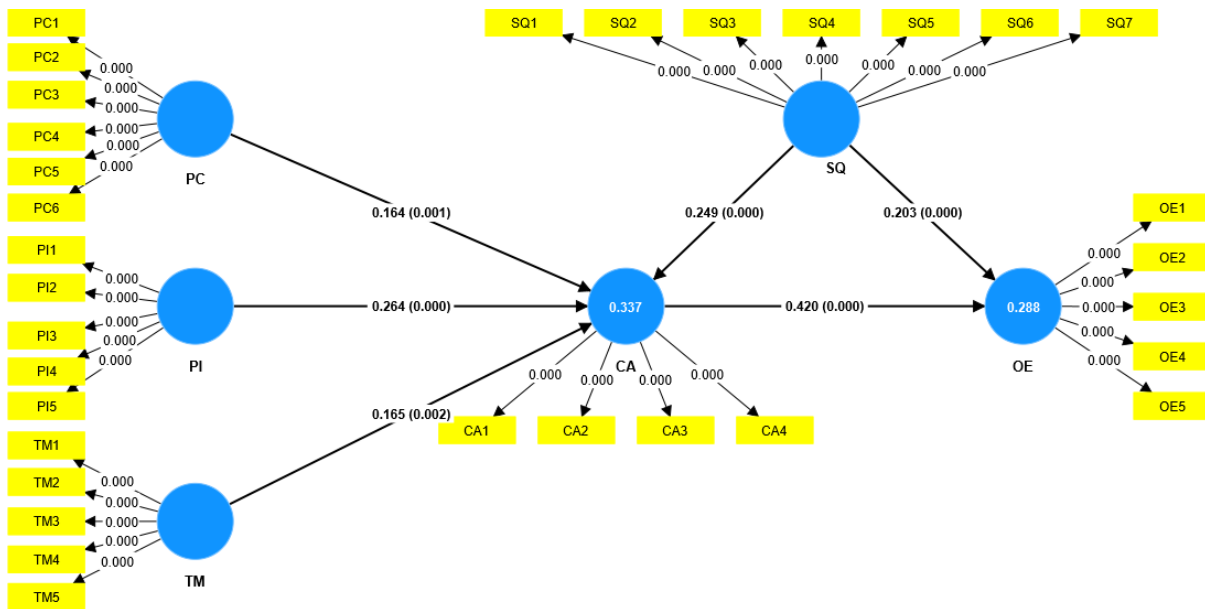 PC1
PC2
PC3
PC4
PC5
PC6
0.000
0.000
0.000
0.000
0.000
0.000
PC
SQ1
SQ2
SQ3
SQ4
SQ5
SQ6
SQ7
0.000
0.000
0.000
0.000
0.000
0.000
0.000
SQ
0.164 (0.001)
0.249 (0.000)
0.203 (0.000)
PI1
PI2
PI3
PI4
PI5
0.000
0.000
0.000
0.000
0.000
PI
0.264 (0.000)
0.337
CA
0.420 (0.000)
0.288
OE
OE1
OE2
OE3
OE4
OE5
0.000
0.000
0.000
0.000
0.000
0.000
0.000
0.000
0.000
CA1
CA2
CA3
CA4
0.165 (0.002)
TM1
TM2
TM3
TM4
TM5
0.000
0.000
0.000
0.000
0.000
TM